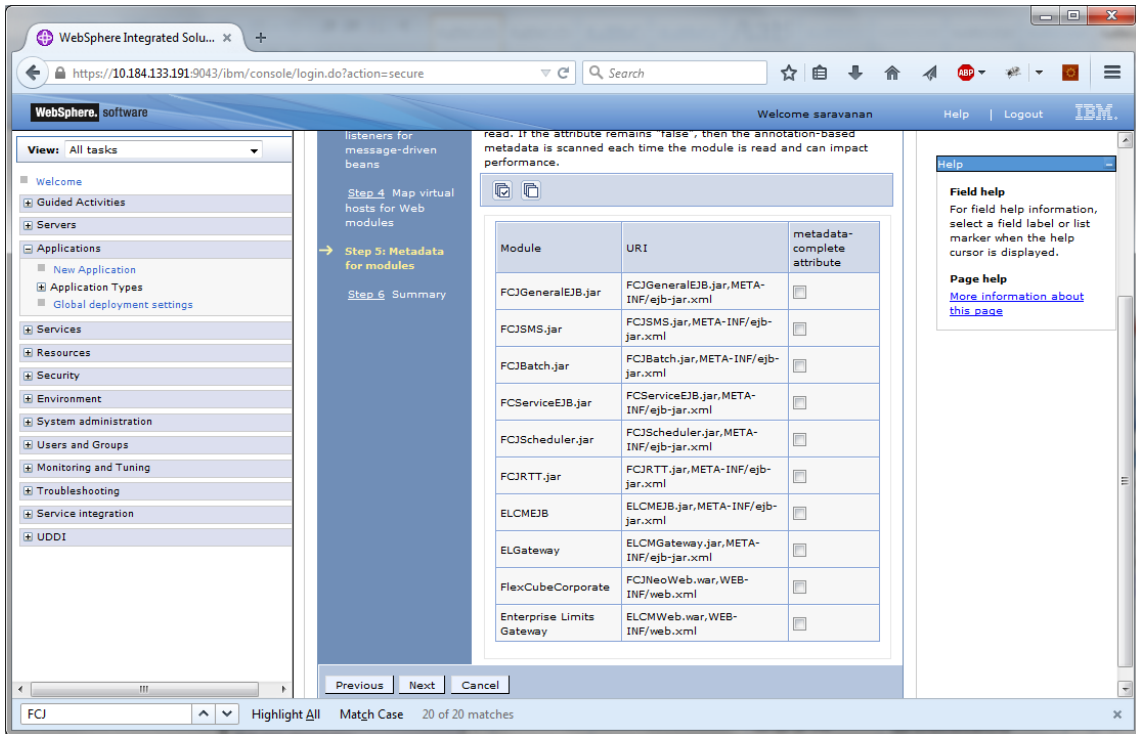 WebSphere Integrated Solu... × +
https://10.184.133.191:9043/ibm/console/login.do?action=secure
Search
ABP
WebSphere. software
Welcome saravanan
Help | Logout
IBM.
View: All tasks
Welcome
Guided Activities
Servers
Applications
New Application
Application Types
Global deployment settings
Services
Resources
Security
Environment
System administration
Users and Groups
Monitoring and Tuning
Troubleshooting
Service integration
UDDI
listeners for
message-driven
beans
Step 4 Map virtual
hosts for Web
modules
Step 5: Metadata
for modules
Step 6 Summary
read. If the attribute remains "false", then the annotation-based
metadata is scanned each time the module is read and can impact
performance.
Module URI metadata-
complete
attribute
FCJGeneralEJB.jar FCJGeneralEJB.jar,META-
INF/ejb-jar.xml
FCJSMS.jar FCJSMS.jar,META-INF/ejb-
jar.xml
FCJBatch.jar FCJBatch.jar,META-INF/ejb-
jar.xml
FCServiceEJB.jar FCServiceEJB.jar,META-
INF/ejb-jar.xml
FCJScheduler.jar FCJScheduler.jar,META-
INF/ejb-jar.xml
FCJRTT.jar FCJRTT.jar,META-INF/ejb-
jar.xml
ELCMEJB ELCMEJB.jar,META-INF/ejb-
jar.xml
ELGateway ELCMGateway.jar,META-
INF/ejb-jar.xml
FlexCubeCorporate FCJNeoWeb.war,WEB-
INF/web.xml
Enterprise Limits
Gateway ELCMWeb.war,WEB-
INF/web.xml
Previous Next Cancel
Help
Field help
For field help information,
select a field label or list
marker when the help
cursor is displayed.
Page help
More information about
this page
FCJ Highlight All Match Case 20 of 20 matches